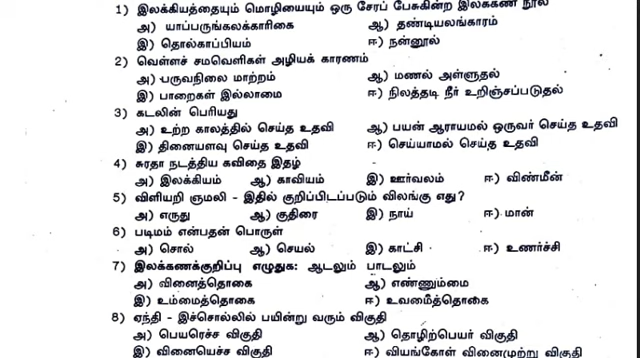 1) இலக்கியத்தையும் மொழியையும் ஒரு சேரப் பேசுகின்ற இலக்கண நூல்
அ) யாப்பருங்கலக்காரிகை ஆ) தண்டியலங்காரம்
இ) தொல்காப்பியம் ஈ) நன்னூல்
2) வெள்ளச் சமவெளிகள் அழியக் காரணம்
அ) பருவநிலை மாற்றம் ஆ) மணல் அள்ளுதல்
இ) பாறைகள் இல்லாமை ஈ) நிலத்தடி நீர் உறிஞ்சப்படுதல்
3) கடலின் பெரியது
அ) உற்ற காலத்தில் செய்த உதவி ஆ) பயன் ஆராயமல் ஒருவர் செய்த உதவி
இ) தினையளவு செய்த உதவி ஈ) செய்யாமல் செய்த உதவி
4) சுரதா நடத்திய கவிதை இதழ்
அ) இலக்கியம் ஆ) காவியம் இ) ஊர்வலம் ஈ) விண்மீன்
5) விளியறி ஞமலி - இதில் குறிப்பிடப்படும் விலங்கு எது?
அ) எருது ஆ) குதிரை இ) நாய் ஈ) மான்
6) படிமம் என்பதன் பொருள்
அ) சொல் ஆ) செயல் இ) காட்சி ஈ) உணர்ச்சி
7) இலக்கணக்குறிப்பு எழுதுக: ஆடலும் பாடலும்
அ) வினைத்தொகை ஆ) எண்ணும்மை
இ) உம்மைத்தொகை ஈ) உவமைத்தொகை
8) ஏந்தி - இச்சொல்லில் பயின்று வரும் விகுதி
அ) பெயரெச்ச விகுதி ஆ) தொழிற்பெயர் விகுதி
இ) வினையெச்ச விகுதி ஈ) வியங்கோள் வினைமுற்று விகுதி